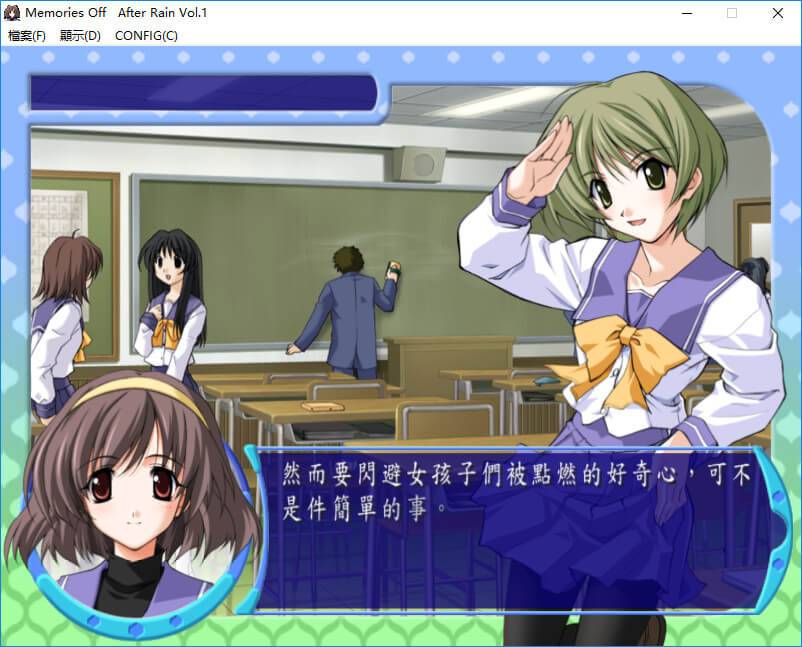 Memories Off After Rain Vol.1
檔案(F) 顯示(D) CONFIG(C)
然而要閃避女孩子們被點燃的好奇心，可不
是件簡單的事。